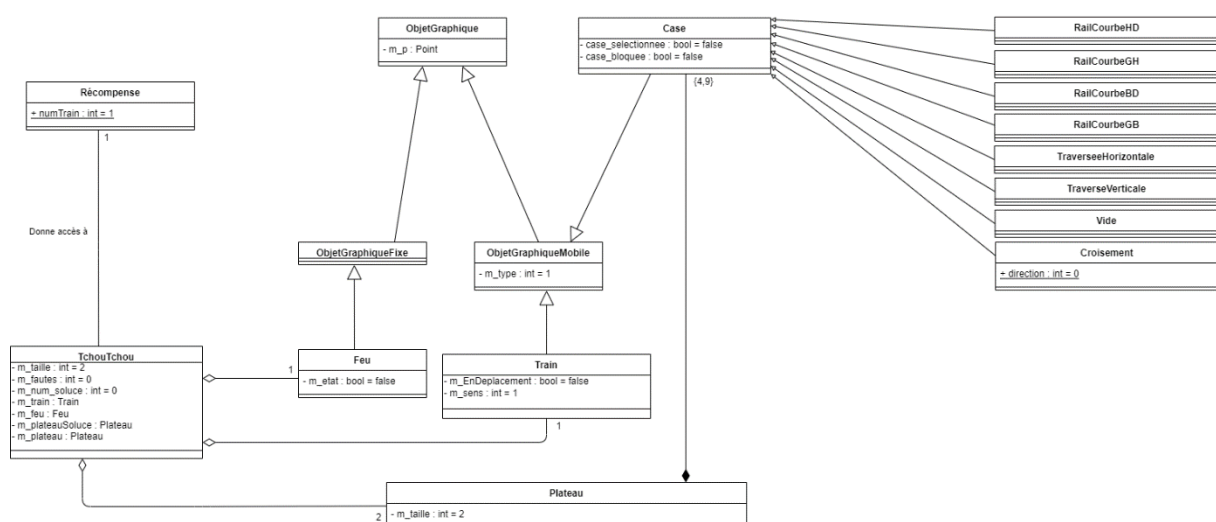 ObjetGraphique
- m_p : Point
Case
- case_selectionnee : bool = false
- case_bloquee : bool = false
{4,9}
RailCourbeHD
RailCourbeGH
RailCourbeBD
RailCourbeGB
TraverseeHorizontale
TraverseVerticale
Vide
Croisement
+ direction : int = 0
Récompense
+ numTrain : int = 1
1
Donne accès à
ObjetGraphiqueFixe
ObjetGraphiqueMobile
- m_type : int = 1
TchouTchou
- m_taille : int = 2
- m_fautes : int = 0
- m_num_soluce : int = 0
- m_train : Train
- m_feu : Feu
- m_plateauSoluce : Plateau
- m_plateau : Plateau
1
Feu
- m_etat : bool = false
Train
- m_EnDeplacement : bool = false
- m_sens : int = 1
1
Plateau
- m_taille : int = 2
2